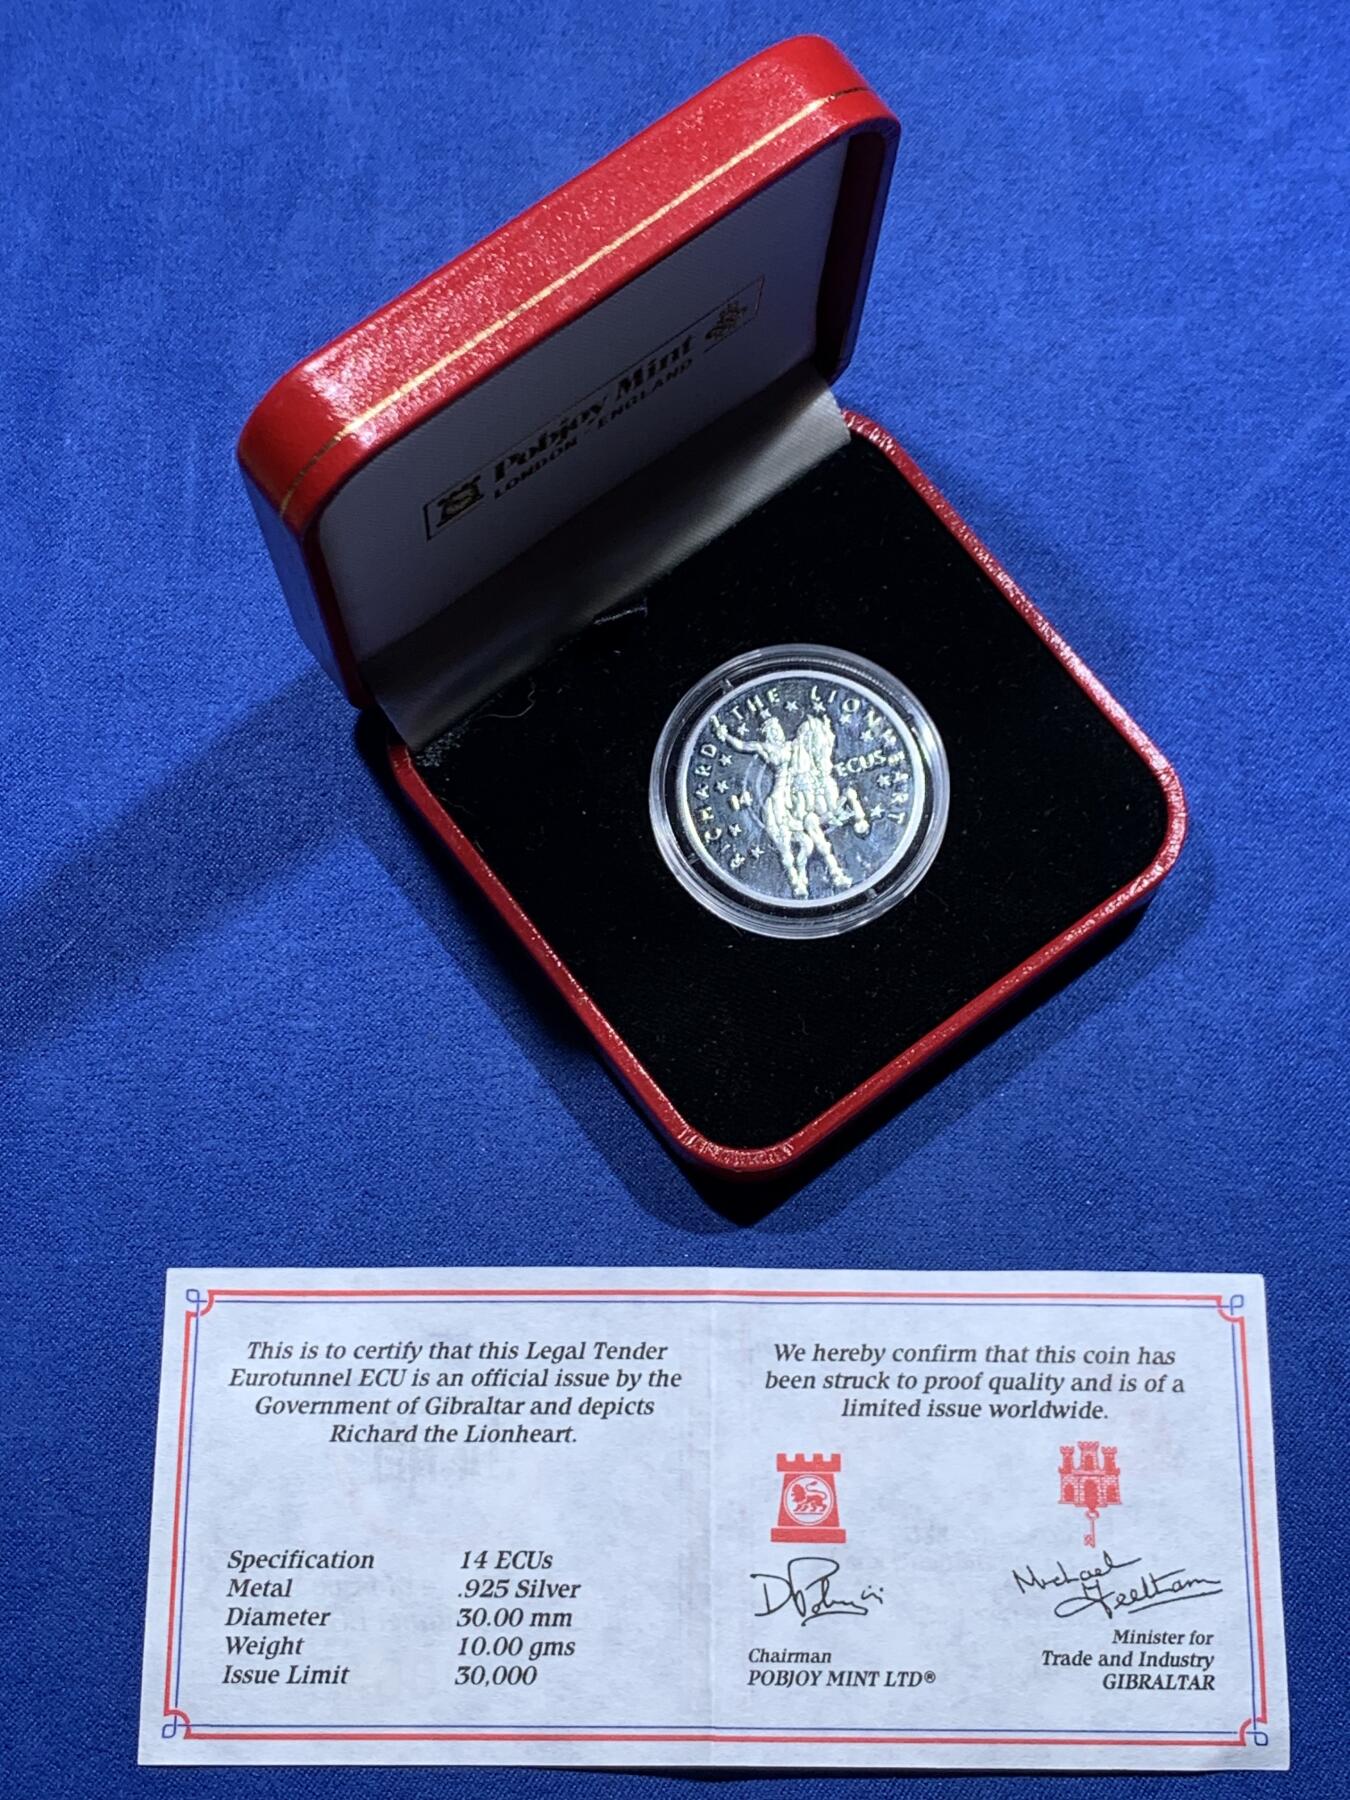 Pobjoy Mint
LONDON · ENGLAND
RICHARD THE LIONHEART
14 ECUS
This is to certify that this Legal Tender
Eurotunnel ECU is an official issue by the
Government of Gibraltar and depicts
Richard the Lionheart.
Specification 14 ECUs
Metal .925 Silver
Diameter 30.00 mm
Weight 10.00 gms
Issue Limit 30,000
We hereby confirm that this coin has
been struck to proof quality and is of a
limited issue worldwide.
D Pobjoy
Chairman
POBJOY MINT LTD®
Michael Feetham
Minister for
Trade and Industry
GIBRALTAR